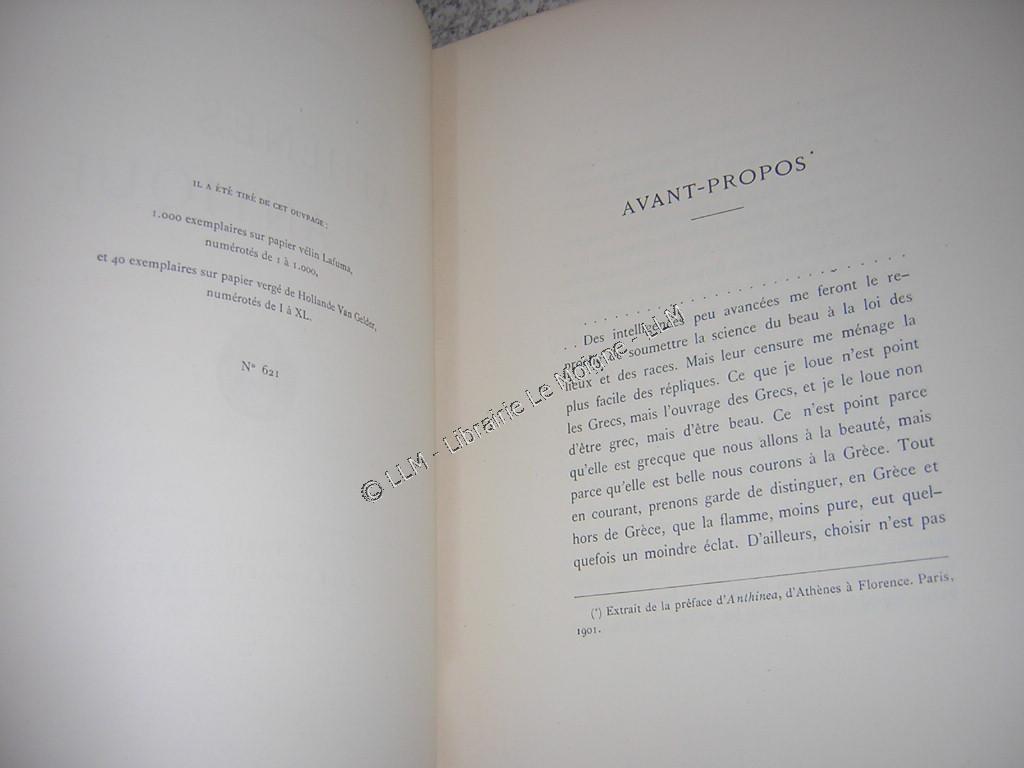 IL A ÉTÉ TIRÉ DE CET OUVRAGE :
1.000 exemplaires sur papier vélin Lafuma,
numérotés de 1 à 1.000,
et 40 exemplaires sur papier vergé de Hollande Van Gelder,
numérotés de I à XL.
N° 621
AVANT-PROPOS*
Des intelligences peu avancées me feront le re-
soumettre la science du beau à la loi des
lieux et des races. Mais leur censure me ménage la
plus facile des répliques. Ce que je loue n'est point
les Grecs, mais l'ouvrage des Grecs, et je le loue non
d'être grec, mais d'être beau. Ce n'est point parce
qu'elle est grecque que nous allons à la beauté, mais
parce qu'elle est belle nous courons à la Grèce. Tout
en courant, prenons garde de distinguer, en Grèce et
hors de Grèce, que la flamme, moins pure, eut quel-
quefois un moindre éclat. D'ailleurs, choisir n'est pas
(*) Extrait de la préface d'Anthinea, d'Athènes à Florence. Paris,
1901.
© LLM - Librairie Le Moigne - LLM